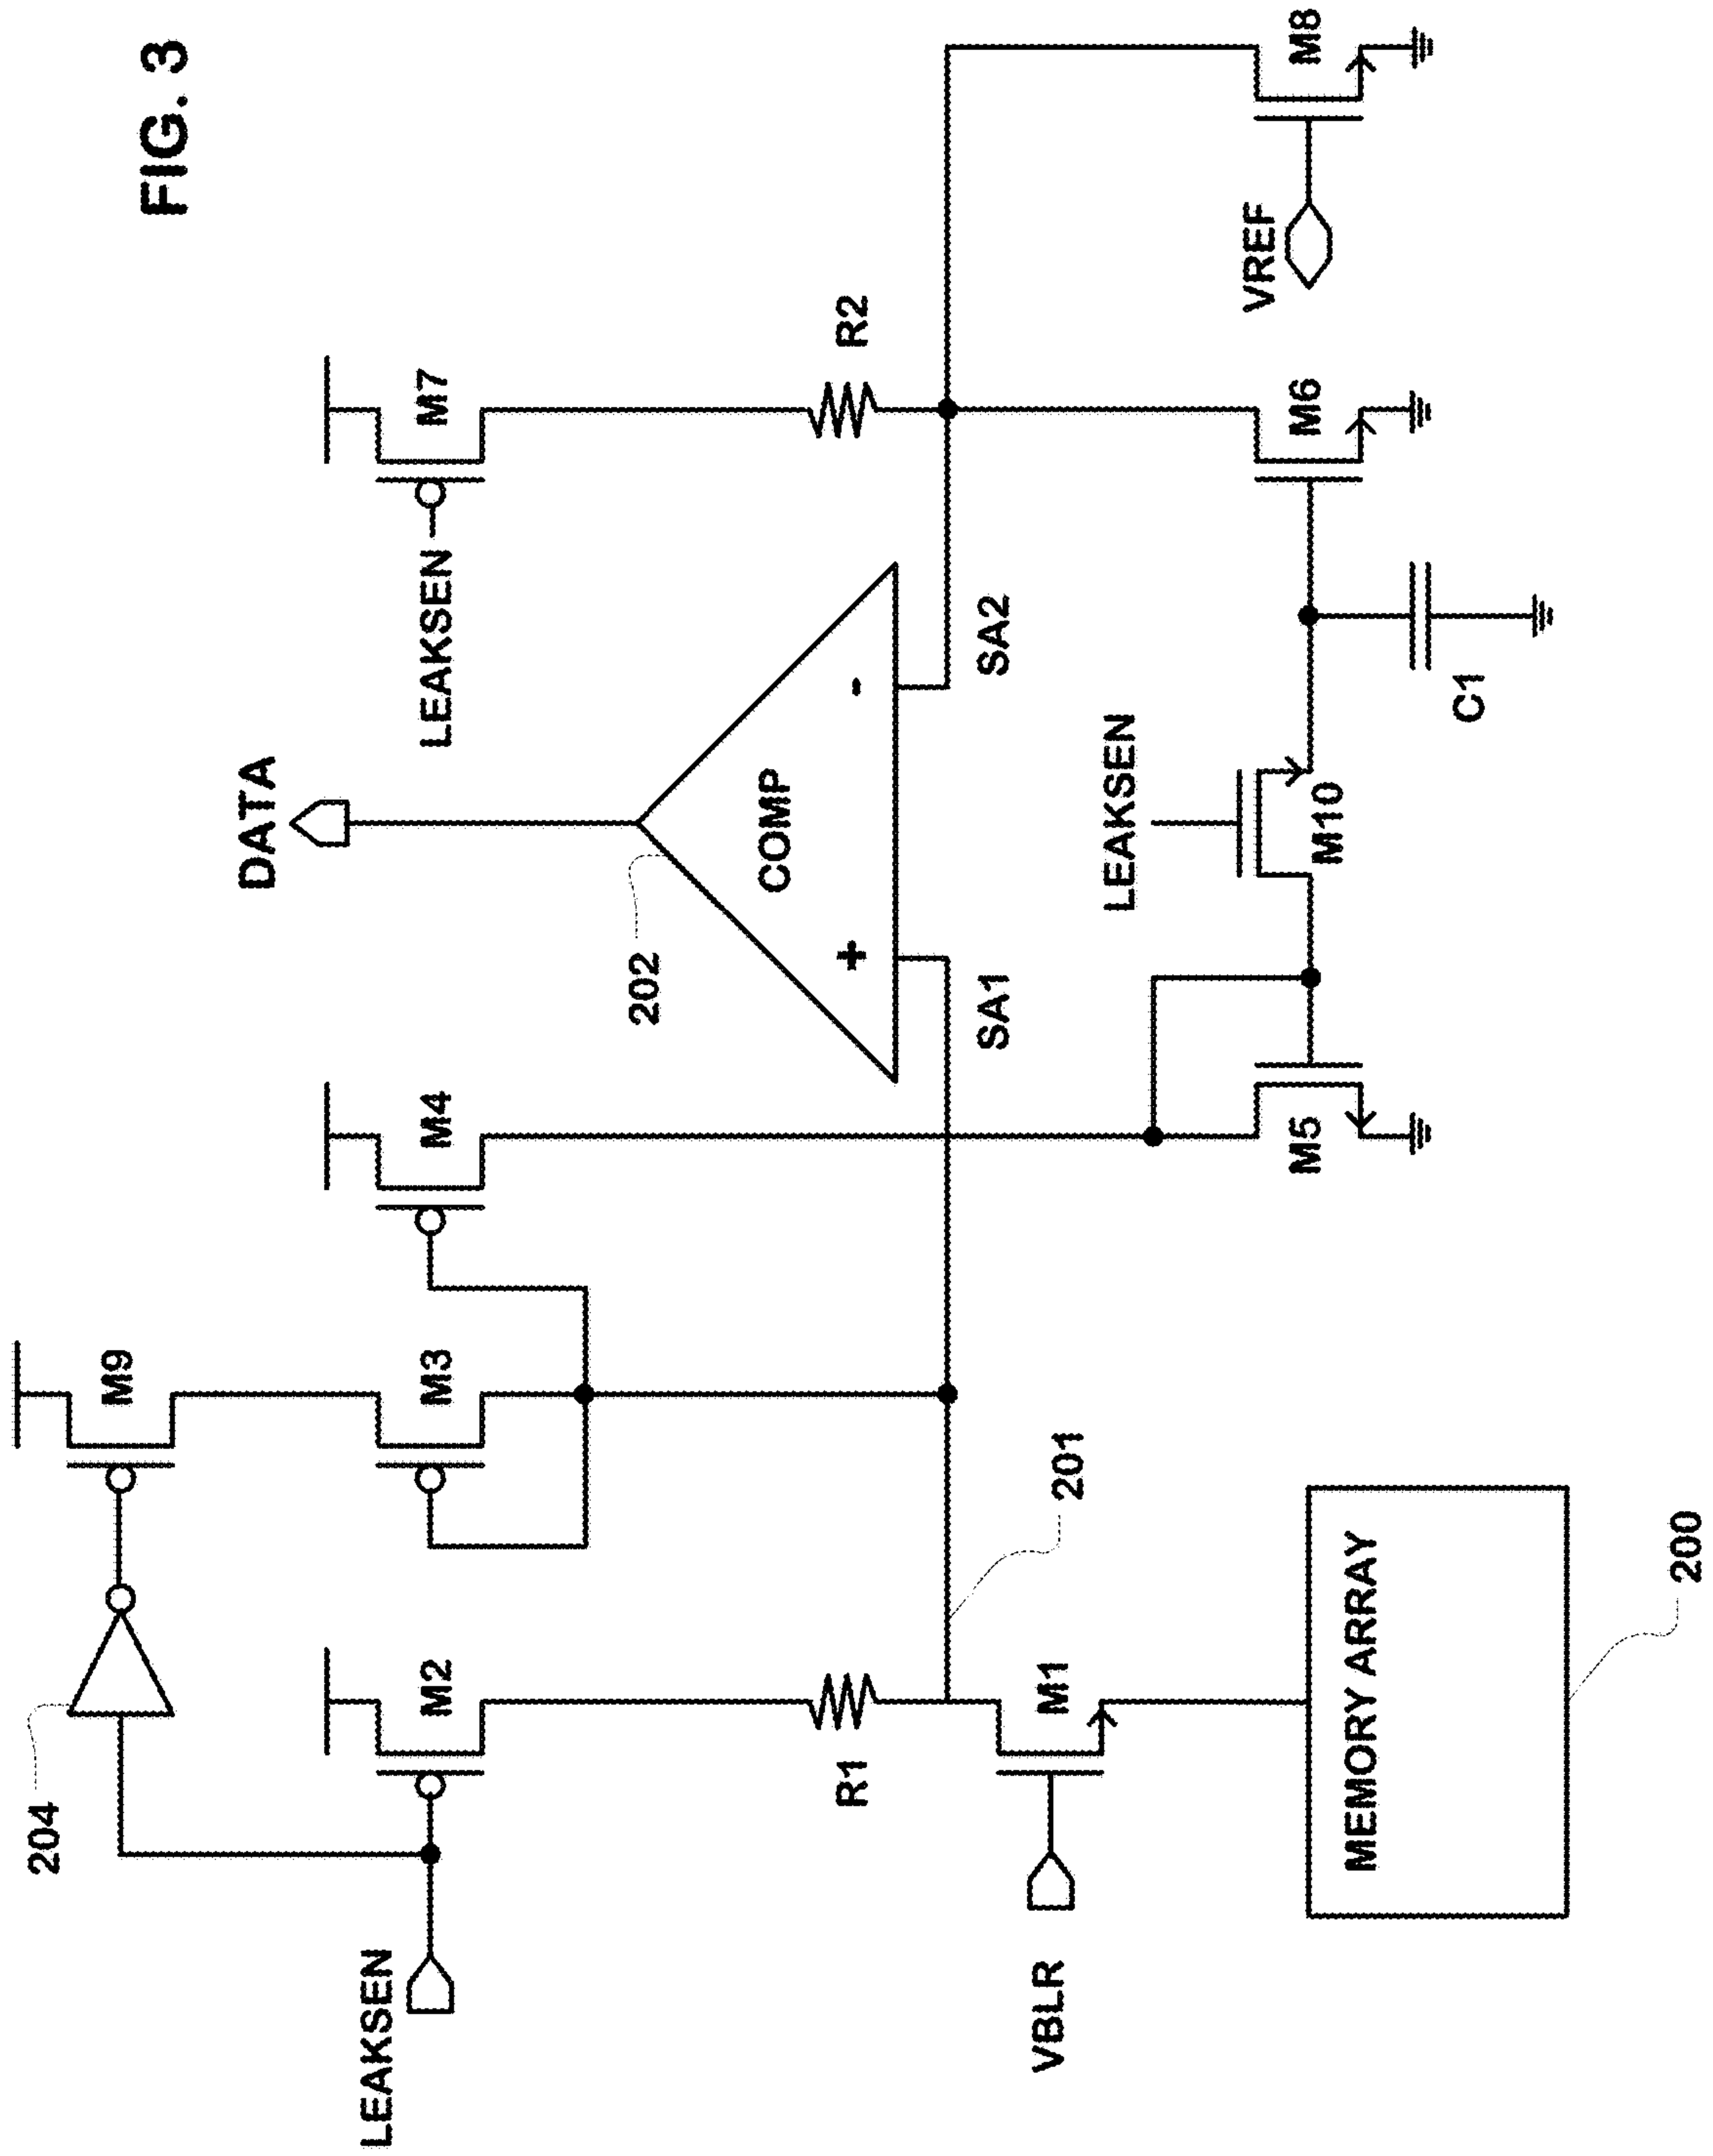 FIG. 3
204
M9
LEAKSEN
M2
M3
M4
M7
LEAKSEN
DATA
R1
R2
202
COMP
+
-
201
SA1
SA2
VBLR
M1
LEAKSEN
M10
M5
M6
M8
VREF
C1
MEMORY ARRAY
200